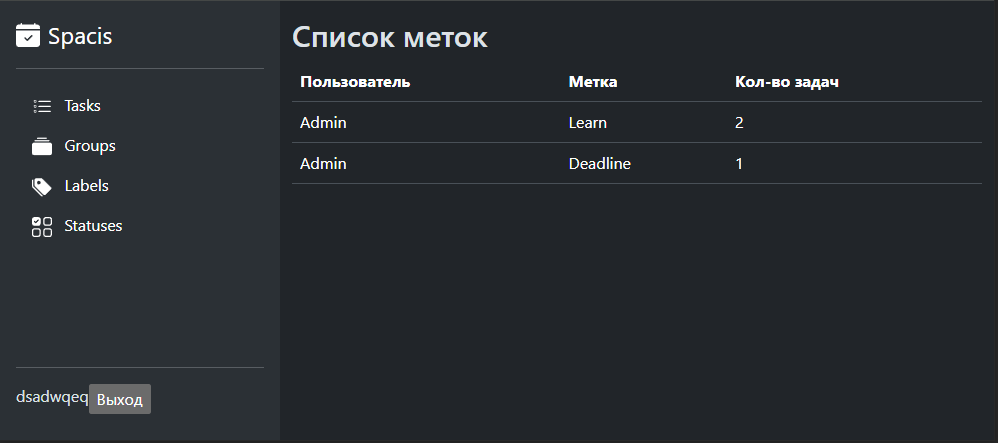 Spacis
Tasks
Groups
Labels
Statuses
dsadwqeq Выход
Список меток
Пользователь Метка Кол-во задач
Admin Learn 2
Admin Deadline 1